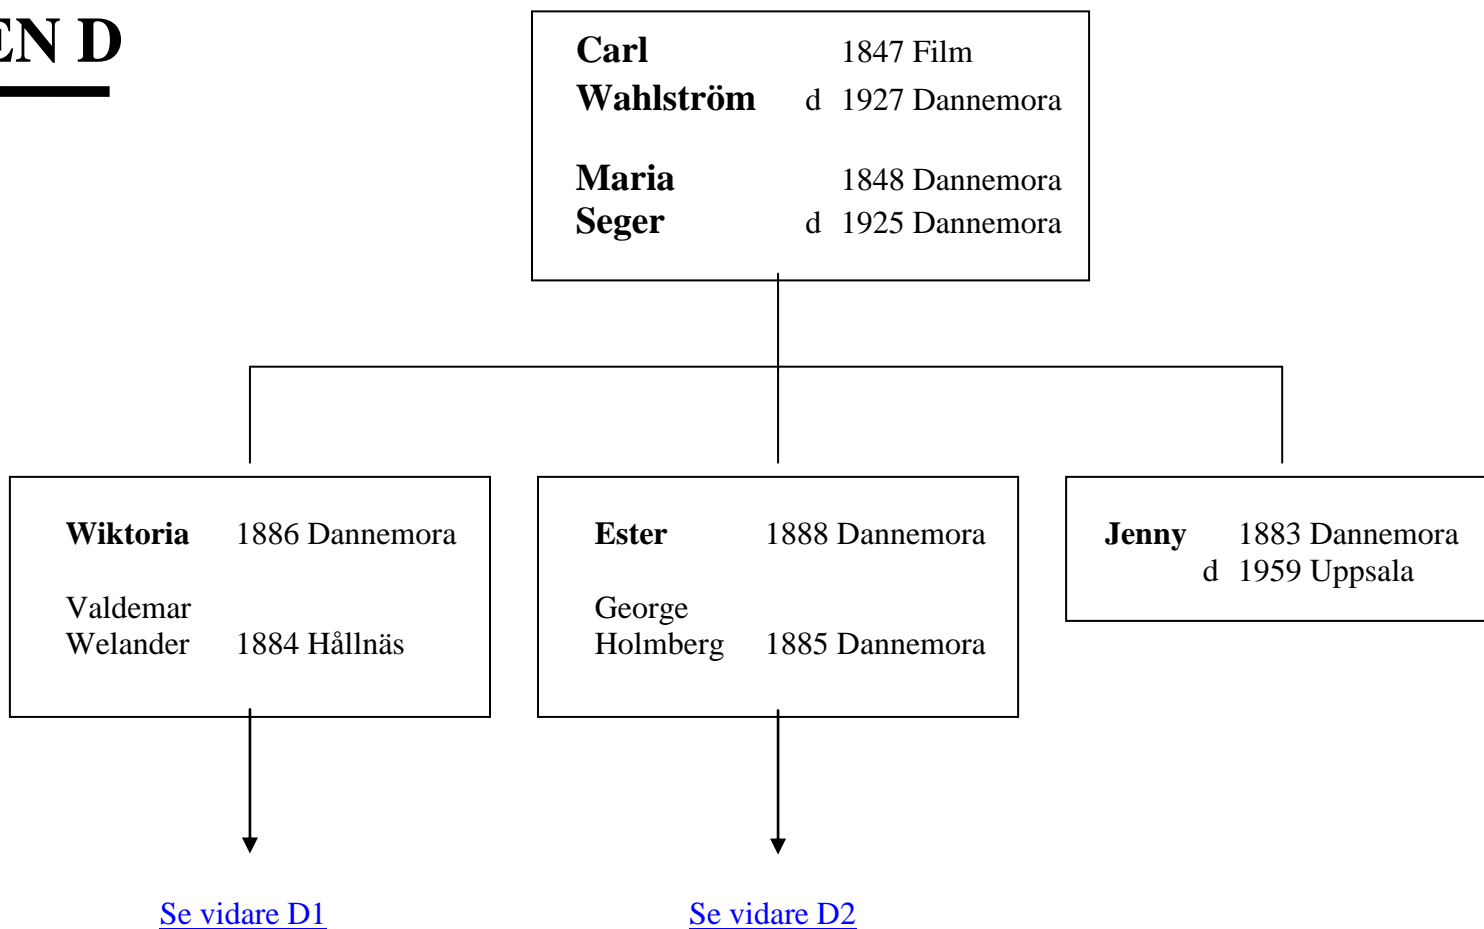 EN D
Carl 1847 Film
Wahlström d 1927 Dannemora
Maria 1848 Dannemora
Seger d 1925 Dannemora
Wiktoria 1886 Dannemora
Valdemar
Welander 1884 Hållnäs
Ester 1888 Dannemora
George
Holmberg 1885 Dannemora
Jenny 1883 Dannemora
d 1959 Uppsala
Se vidare D1
Se vidare D2